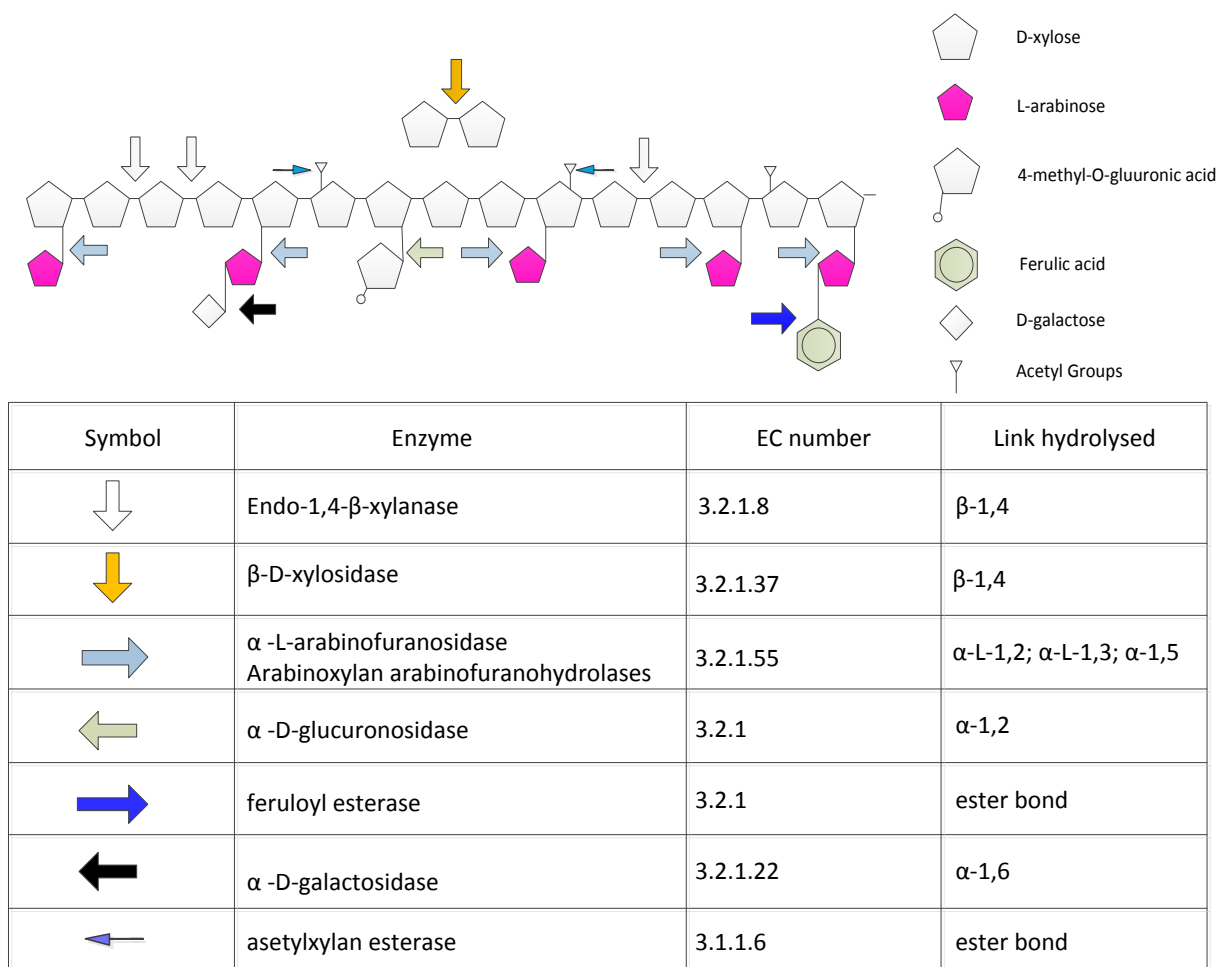 D-xylose
L-arabinose
4-methyl-O-gluuronic acid
Ferulic acid
D-galactose
Acetyl Groups
Symbol Enzyme EC number Link hydrolysed
Endo-1,4-β-xylanase 3.2.1.8 β-1,4
β-D-xylosidase 3.2.1.37 β-1,4
α -L-arabinofuranosidase
Arabinoxylan arabinofuranohydrolases 3.2.1.55 α-L-1,2; α-L-1,3; α-1,5
α -D-glucuronosidase 3.2.1 α-1,2
feruloyl esterase 3.2.1 ester bond
α -D-galactosidase 3.2.1.22 α-1,6
asetylxylan esterase 3.1.1.6 ester bond